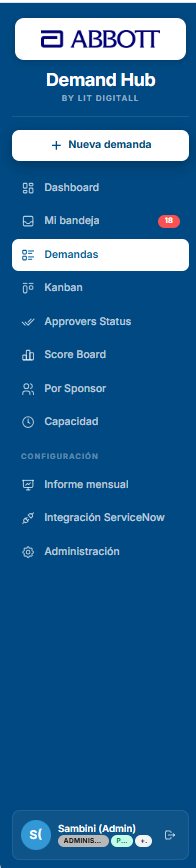 ABBOTT
Demand Hub
BY LIT DIGITALL
+ Nueva demanda
Dashboard
Mi bandeja 18
Demandas
Kanban
Approvers Status
Score Board
Por Sponsor
Capacidad
CONFIGURACIÓN
Informe mensual
Integración ServiceNow
Administración
S( Sambini (Admin)
ADMINIS... P... +.